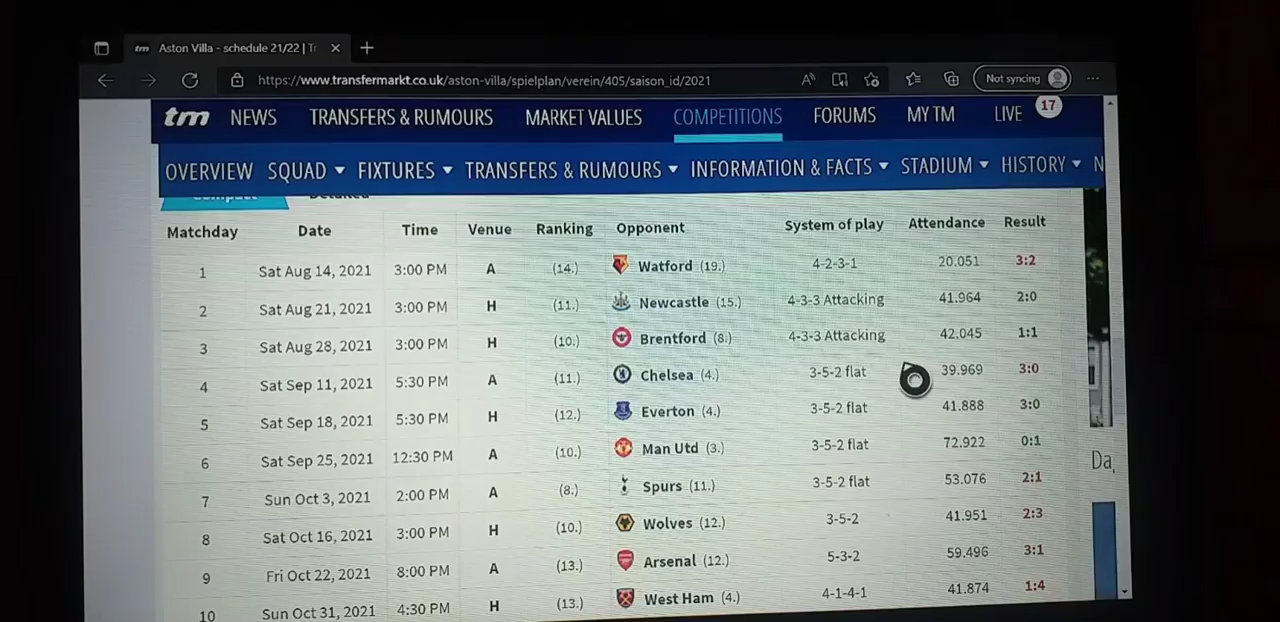 tm Aston Villa - schedule 21/22 | Tr
https://www.transfermarkt.co.uk/aston-villa/spielplan/verein/405/saison_id/2021 Not syncing
tm NEWS TRANSFERS & RUMOURS MARKET VALUES COMPETITIONS FORUMS MY TM LIVE 17
OVERVIEW SQUAD FIXTURES TRANSFERS & RUMOURS INFORMATION & FACTS STADIUM HISTORY N
Compact Detailed
Matchday Date Time Venue Ranking Opponent System of play Attendance Result
1 Sat Aug 14, 2021 3:00 PM A (14.) Watford (19.) 4-2-3-1 20.051 3:2
2 Sat Aug 21, 2021 3:00 PM H (11.) Newcastle (15.) 4-3-3 Attacking 41.964 2:0
3 Sat Aug 28, 2021 3:00 PM H (10.) Brentford (8.) 4-3-3 Attacking 42.045 1:1
4 Sat Sep 11, 2021 5:30 PM A (11.) Chelsea (4.) 3-5-2 flat 39.969 3:0
5 Sat Sep 18, 2021 5:30 PM H (12.) Everton (4.) 3-5-2 flat 41.888 3:0
6 Sat Sep 25, 2021 12:30 PM A (10.) Man Utd (3.) 3-5-2 flat 72.922 0:1
Da,
7 Sun Oct 3, 2021 2:00 PM A (8.) Spurs (11.) 3-5-2 flat 53.076 2:1
8 Sat Oct 16, 2021 3:00 PM H (10.) Wolves (12.) 3-5-2 41.951 2:3
9 Fri Oct 22, 2021 8:00 PM A (13.) Arsenal (12.) 5-3-2 59.496 3:1
10 Sun Oct 31, 2021 4:30 PM H (13.) West Ham (4.) 4-1-4-1 41.874 1:4